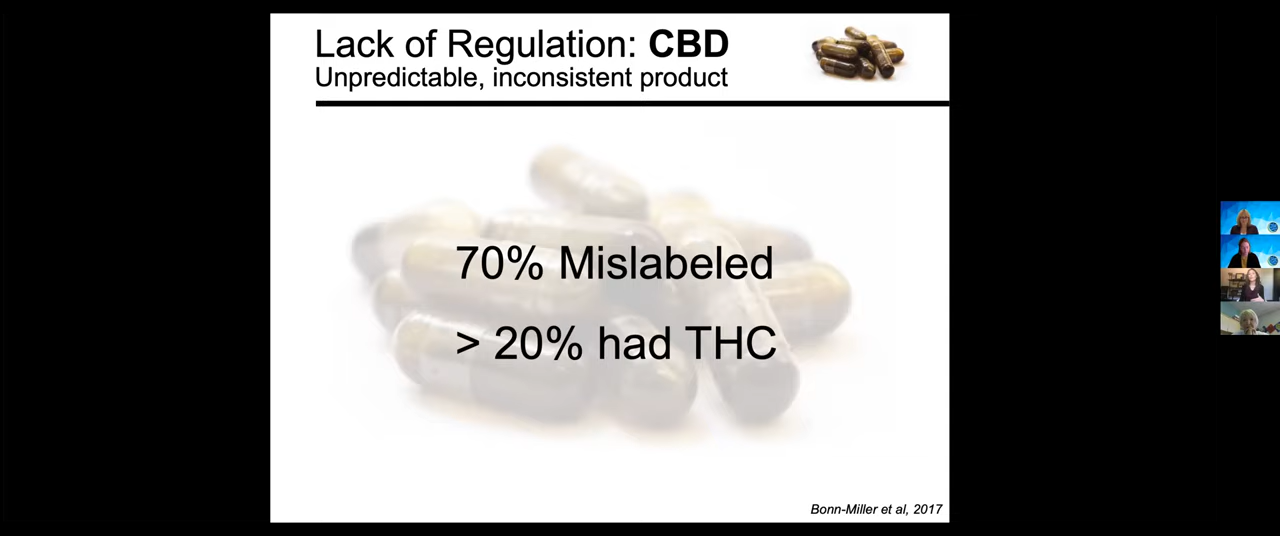 Lack of Regulation: CBD
Unpredictable, inconsistent product
70% Mislabeled
> 20% had THC
Bonn-Miller et al, 2017